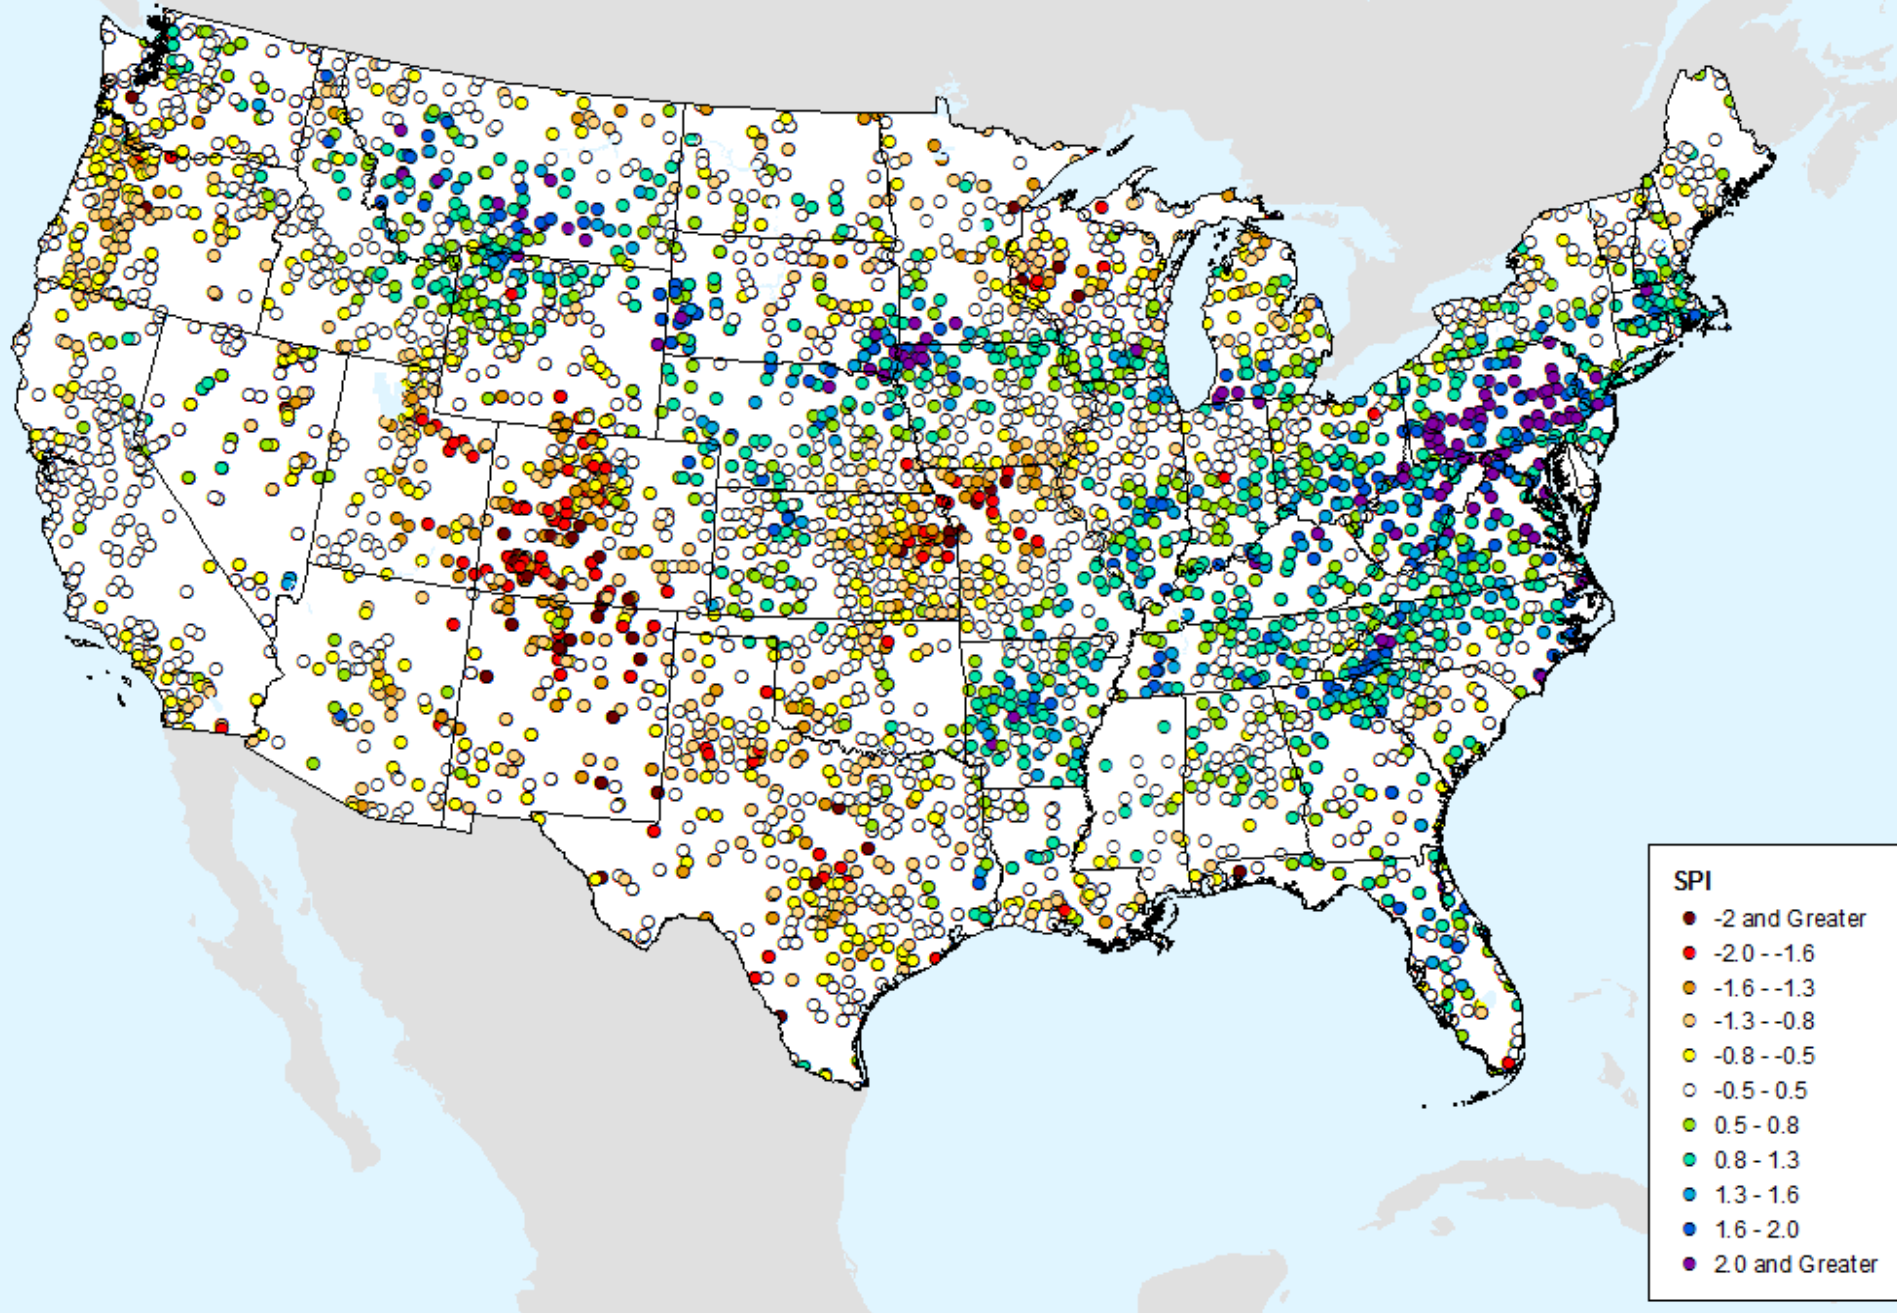 SPI
-2 and Greater
-2.0 - -1.6
-1.6 - -1.3
-1.3 - -0.8
-0.8 - -0.5
-0.5 - 0.5
0.5 - 0.8
0.8 - 1.3
1.3 - 1.6
1.6 - 2.0
2.0 and Greater